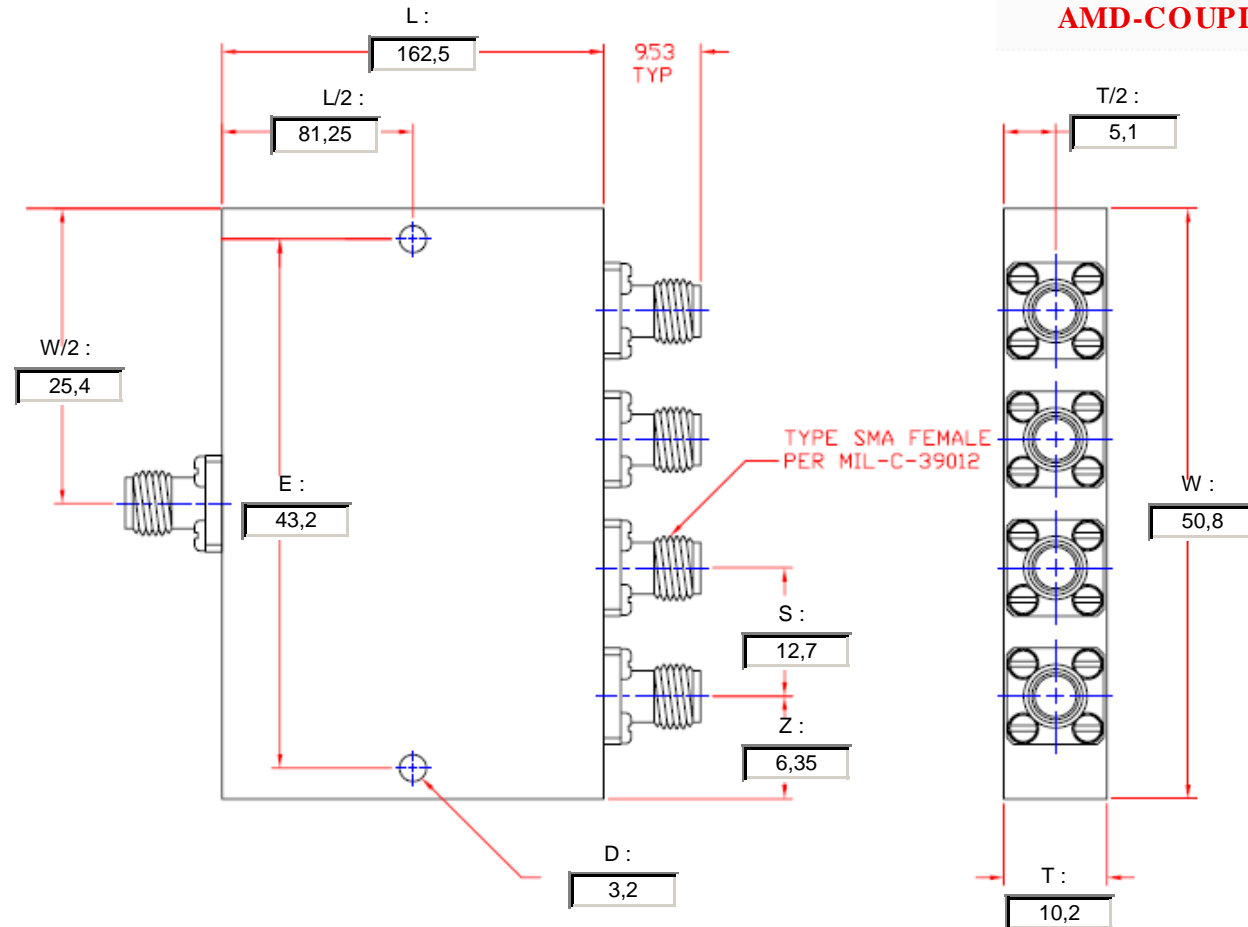 AMD-COUPL
L :
162,5
9.53
TYP
L/2 :
81,25
T/2 :
5,1
W/2 :
25,4
TYPE SMA FEMALE
PER MIL-C-39012
E :
43,2
W :
50,8
S :
12,7
Z :
6,35
D :
3,2
T :
10,2